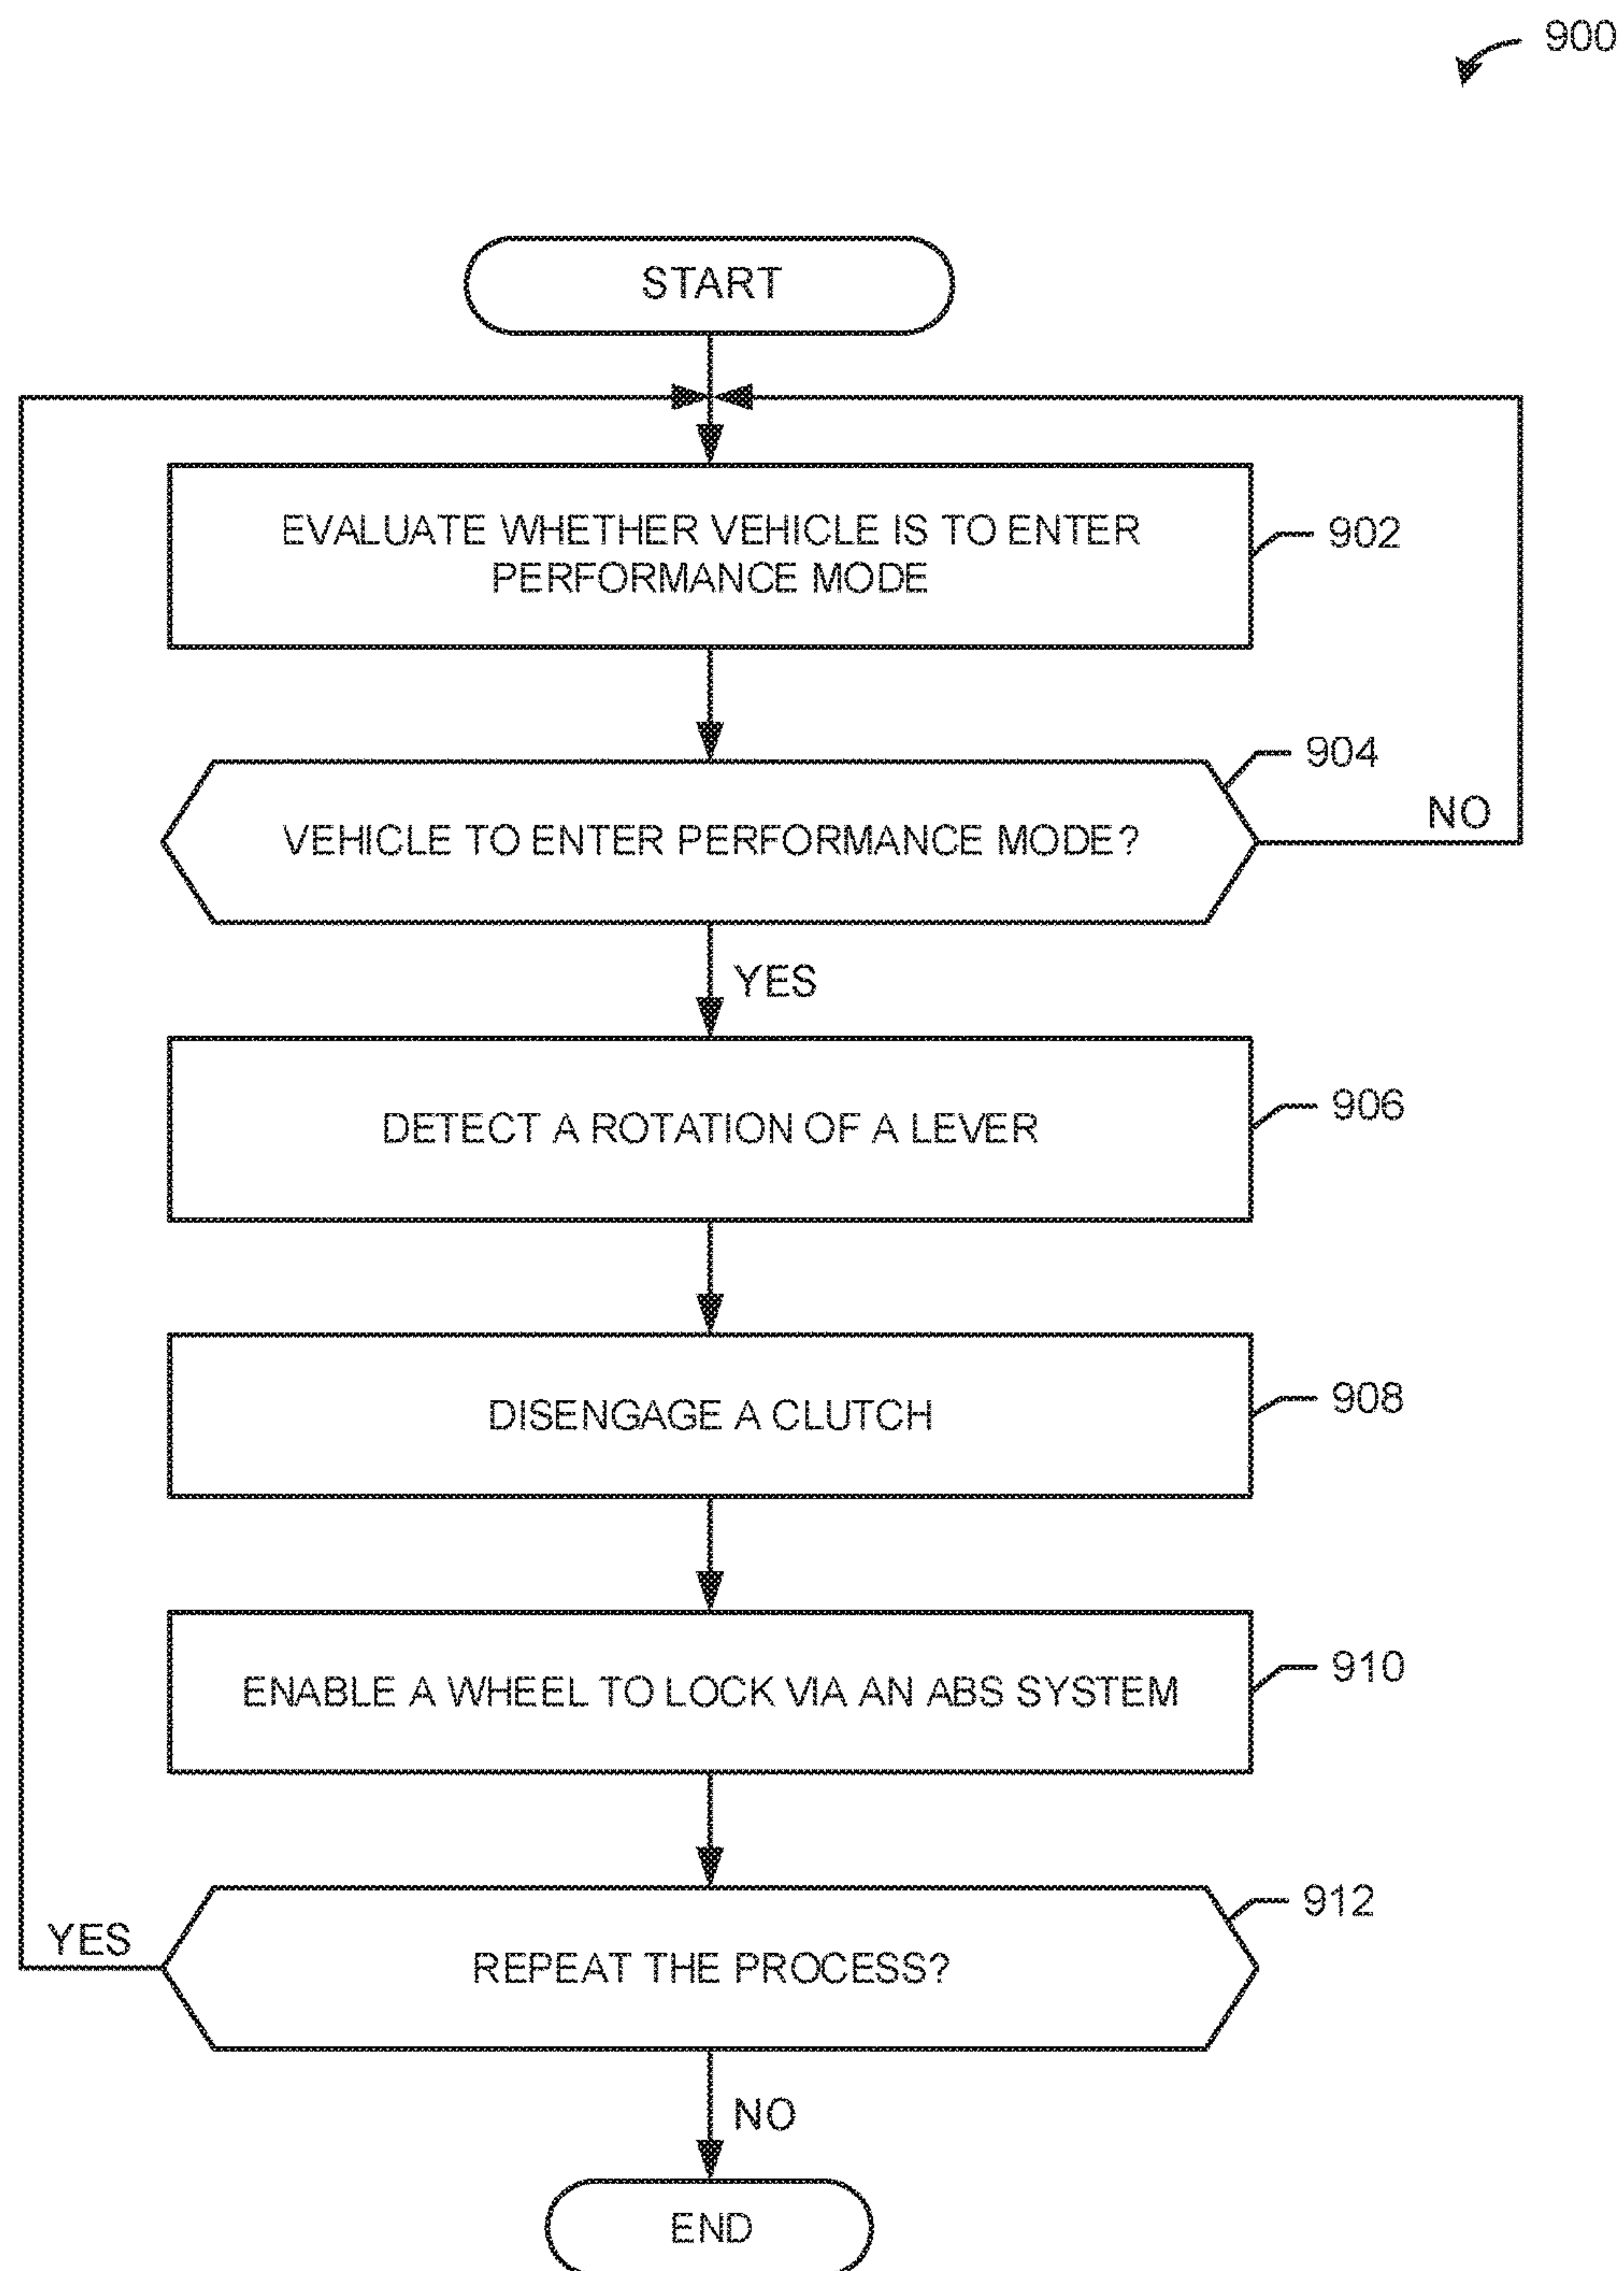 900
START
EVALUATE WHETHER VEHICLE IS TO ENTER
PERFORMANCE MODE
902
904
VEHICLE TO ENTER PERFORMANCE MODE?
NO
YES
DETECT A ROTATION OF A LEVER
906
DISENGAGE A CLUTCH
908
ENABLE A WHEEL TO LOCK VIA AN ABS SYSTEM
910
912
YES
REPEAT THE PROCESS?
NO
END